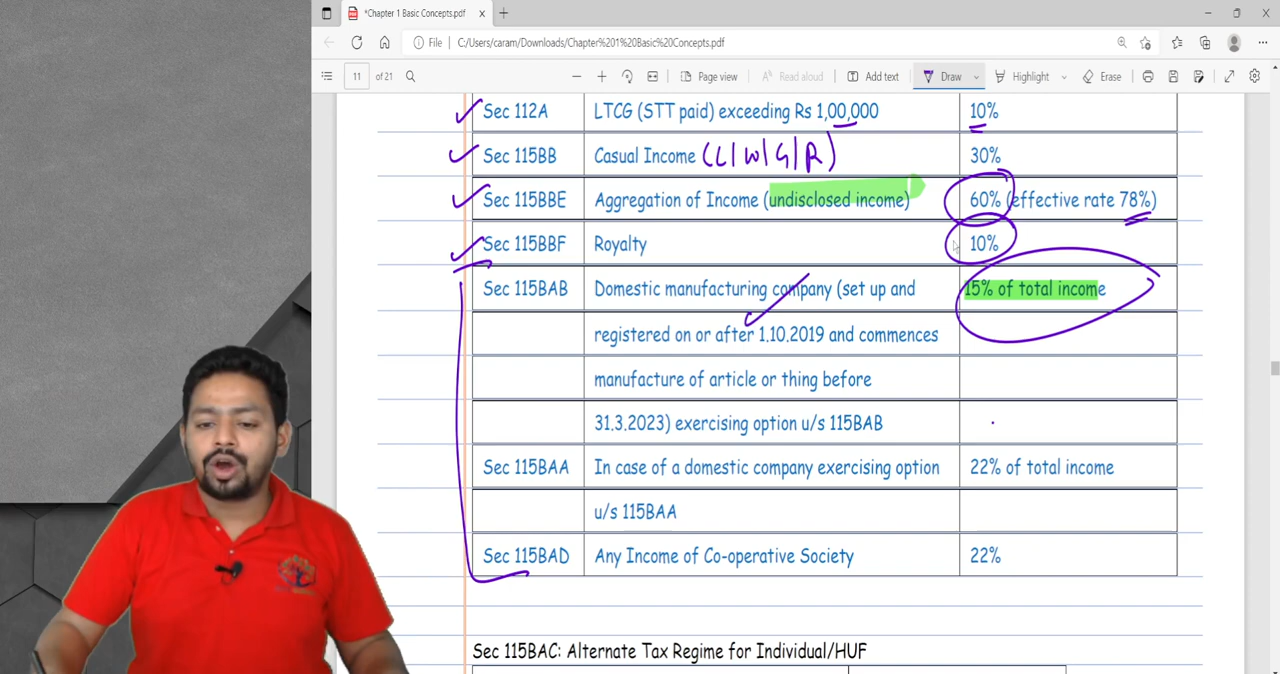 *Chapter 1 Basic Concepts.pdf
File C:/Users/caram/Downloads/Chapter%201%20Basic%20Concepts.pdf
11 of 21 Page view Read aloud Add text Draw Highlight Erase
Sec 112A LTCG (STT paid) exceeding Rs 1,00,000 10%
Sec 115BB Casual Income (L|W|G|R) 30%
Sec 115BBE Aggregation of Income (undisclosed income) 60% (effective rate 78%)
Sec 115BBF Royalty 10%
Sec 115BAB Domestic manufacturing company (set up and 15% of total income
registered on or after 1.10.2019 and commences
manufacture of article or thing before
31.3.2023) exercising option u/s 115BAB
Sec 115BAA In case of a domestic company exercising option 22% of total income
u/s 115BAA
Sec 115BAD Any Income of Co-operative Society 22%
Sec 115BAC: Alternate Tax Regime for Individual/HUF